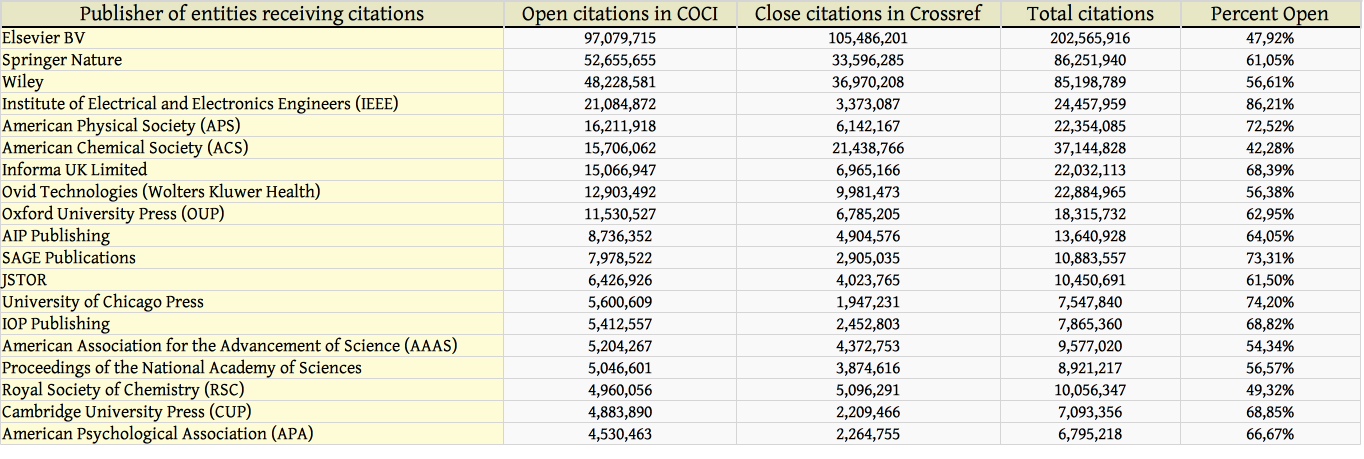 Publisher of entities receiving citations Open citations in COCI Close citations in Crossref Total citations Percent Open
Elsevier BV 97,079,715 105,486,201 202,565,916 47,92%
Springer Nature 52,655,655 33,596,285 86,251,940 61,05%
Wiley 48,228,581 36,970,208 85,198,789 56,61%
Institute of Electrical and Electronics Engineers (IEEE) 21,084,872 3,373,087 24,457,959 86,21%
American Physical Society (APS) 16,211,918 6,142,167 22,354,085 72,52%
American Chemical Society (ACS) 15,706,062 21,438,766 37,144,828 42,28%
Informa UK Limited 15,066,947 6,965,166 22,032,113 68,39%
Ovid Technologies (Wolters Kluwer Health) 12,903,492 9,981,473 22,884,965 56,38%
Oxford University Press (OUP) 11,530,527 6,785,205 18,315,732 62,95%
AIP Publishing 8,736,352 4,904,576 13,640,928 64,05%
SAGE Publications 7,978,522 2,905,035 10,883,557 73,31%
JSTOR 6,426,926 4,023,765 10,450,691 61,50%
University of Chicago Press 5,600,609 1,947,231 7,547,840 74,20%
IOP Publishing 5,412,557 2,452,803 7,865,360 68,82%
American Association for the Advancement of Science (AAAS) 5,204,267 4,372,753 9,577,020 54,34%
Proceedings of the National Academy of Sciences 5,046,601 3,874,616 8,921,217 56,57%
Royal Society of Chemistry (RSC) 4,960,056 5,096,291 10,056,347 49,32%
Cambridge University Press (CUP) 4,883,890 2,209,466 7,093,356 68,85%
American Psychological Association (APA) 4,530,463 2,264,755 6,795,218 66,67%